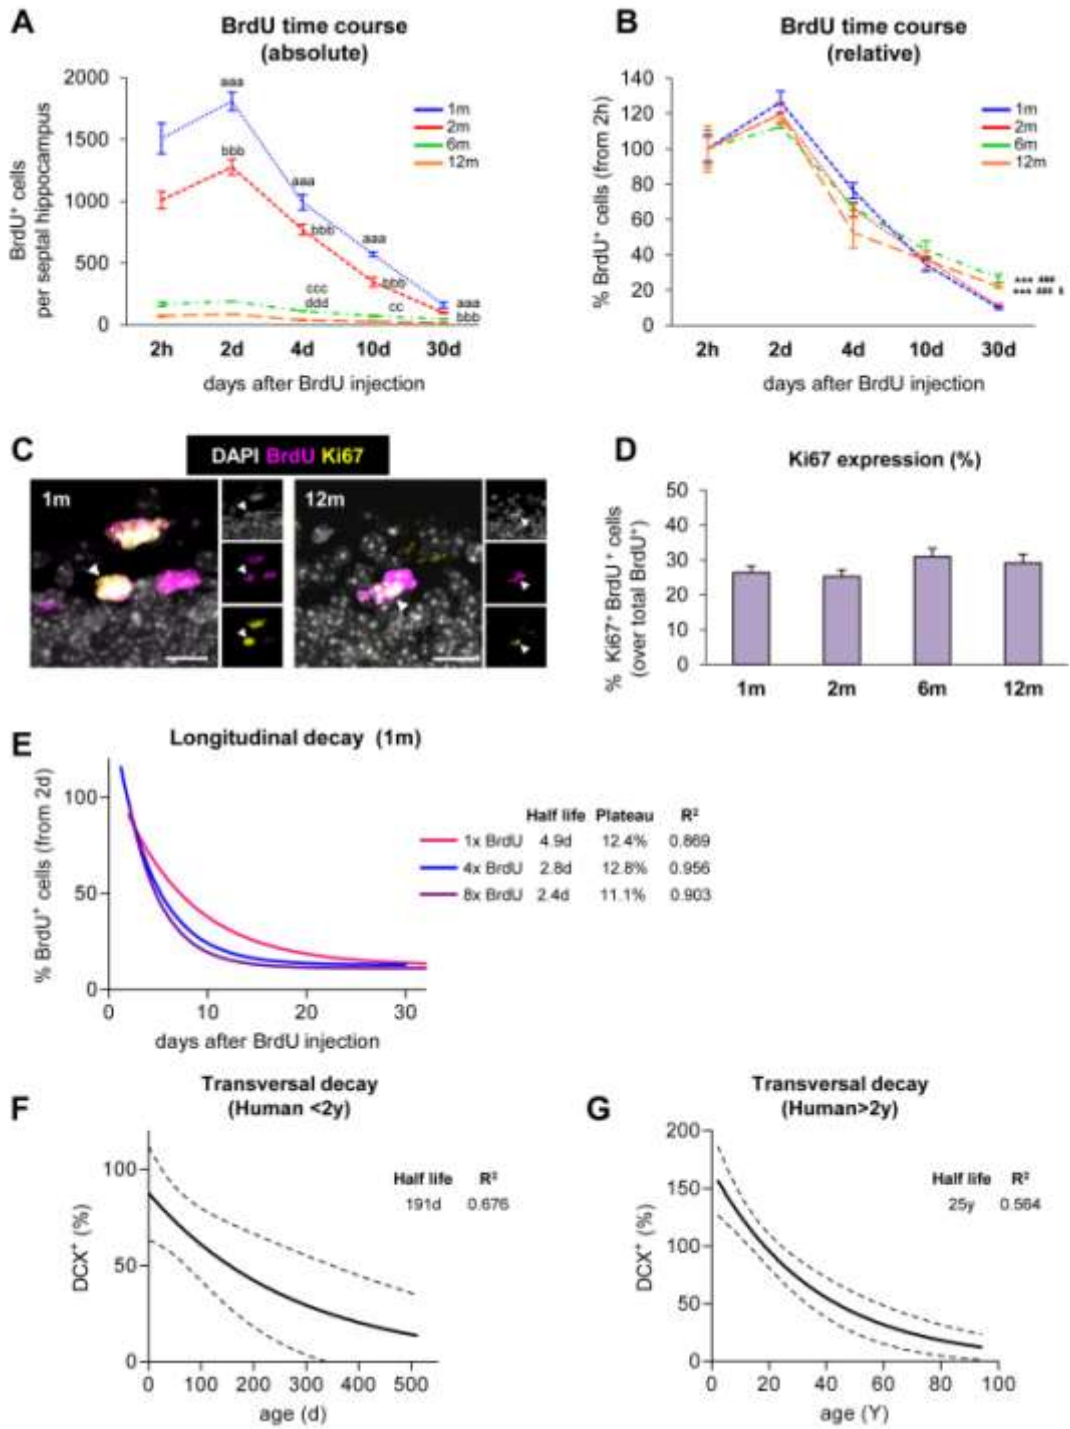 A
BrdU time course
(absolute)
BrdU⁺ cells
per septal hippocampus
2000
1500
1000
500
0
aaa
bbb
aaa
bbb
aaa
bbb
ccc
ddd
cc
aaa
bbb
1m
2m
6m
12m
2h 2d 4d 10d 30d
days after BrdU injection
B
BrdU time course
(relative)
% BrdU⁺ cells (from 2h)
140
120
100
80
60
40
20
0
1m
2m
6m
12m
2h 2d 4d 10d 30d
days after BrdU injection
C
DAPI BrdU Ki67
1m
12m
D
Ki67 expression (%)
% Ki67⁺ BrdU⁺ cells
(over total BrdU⁺)
50
40
30
20
10
0
1m 2m 6m 12m
E
Longitudinal decay (1m)
% BrdU⁺ cells (from 2d)
100
50
0
0 10 20 30
days after BrdU injection
Half life Plateau R²
1x BrdU 4.9d 12.4% 0.869
4x BrdU 2.8d 12.8% 0.956
8x BrdU 2.4d 11.1% 0.903
F
Transversal decay
(Human <2y)
DCX⁺ (%)
100
50
0
Half life R²
191d 0.676
0 100 200 300 400 500
age (d)
G
Transversal decay
(Human>2y)
DCX⁺ (%)
200
150
100
50
0
Half life R²
25y 0.564
0 20 40 60 80 100
age (Y)